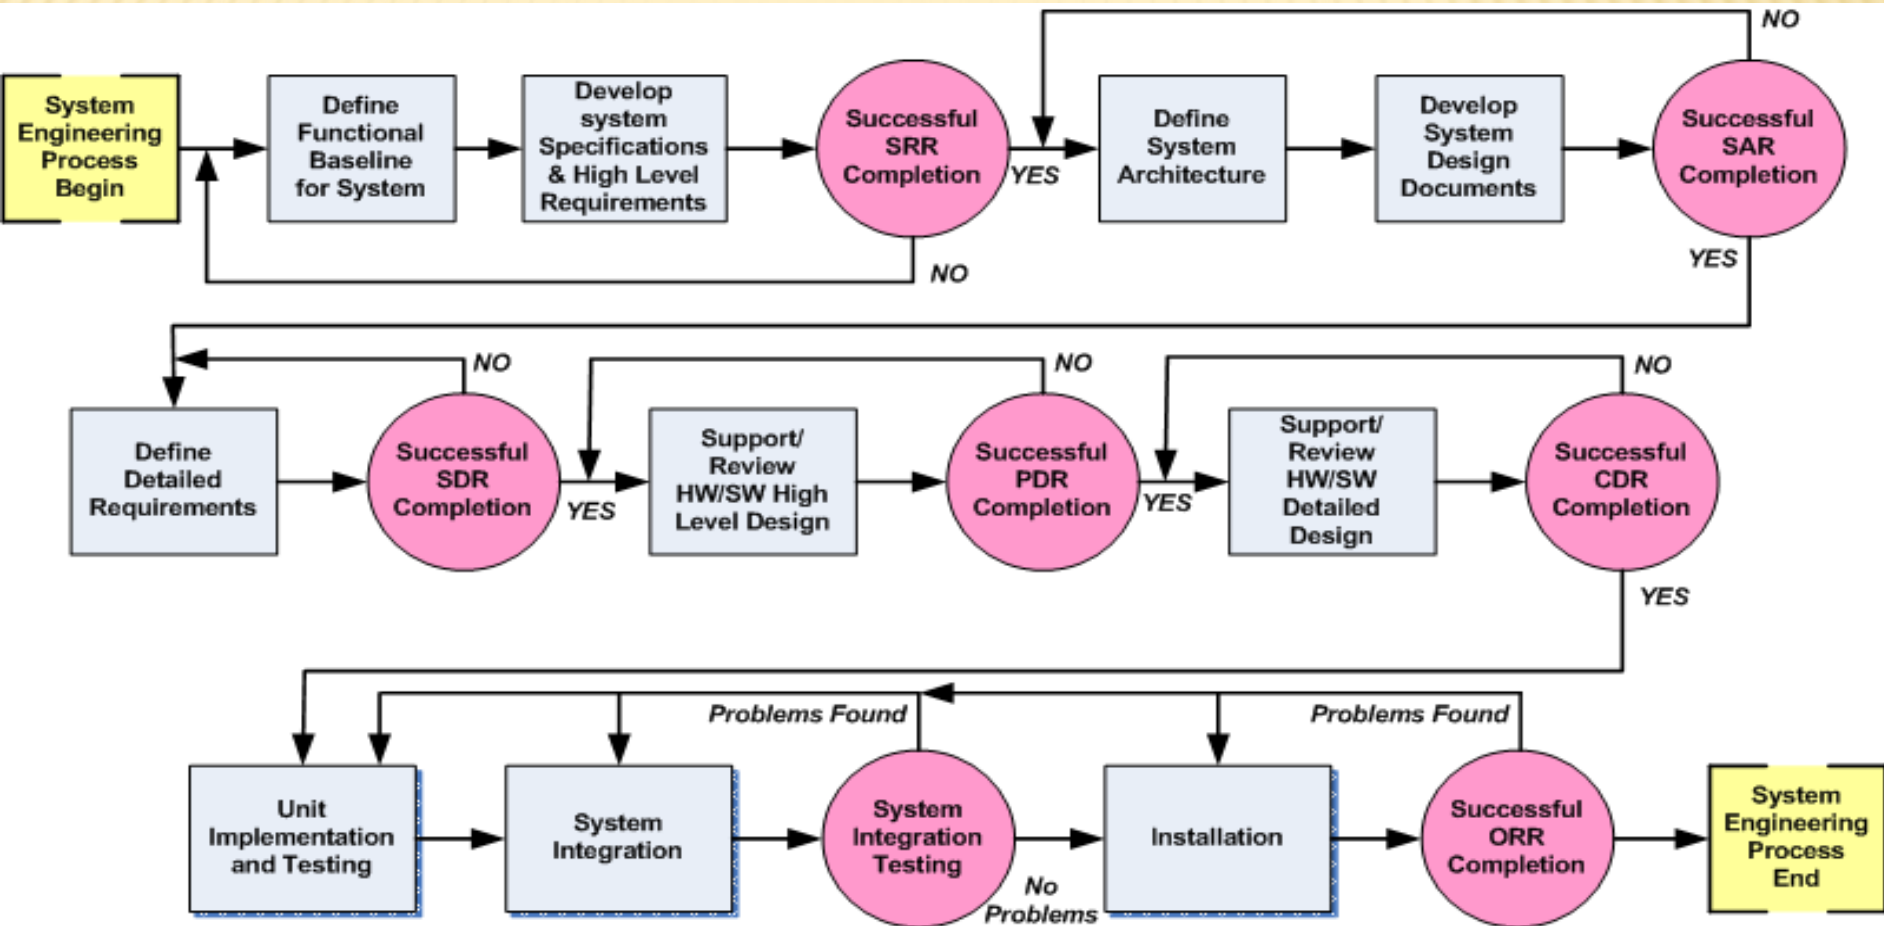 NO
System
Engineering
Process
Begin
Define
Functional
Baseline
for System
Develop
system
Specifications
& High Level
Requirements
Successful
SRR
Completion
YES
Define
System
Architecture
Develop
System
Design
Documents
Successful
SAR
Completion
NO
YES
NO
NO
NO
Define
Detailed
Requirements
Successful
SDR
Completion
YES
Support/
Review
HW/SW High
Level Design
Successful
PDR
Completion
YES
Support/
Review
HW/SW
Detailed
Design
Successful
CDR
Completion
YES
Problems Found
Problems Found
Unit
Implementation
and Testing
System
Integration
System
Integration
Testing
No
Problems
Installation
Successful
ORR
Completion
System
Engineering
Process
End